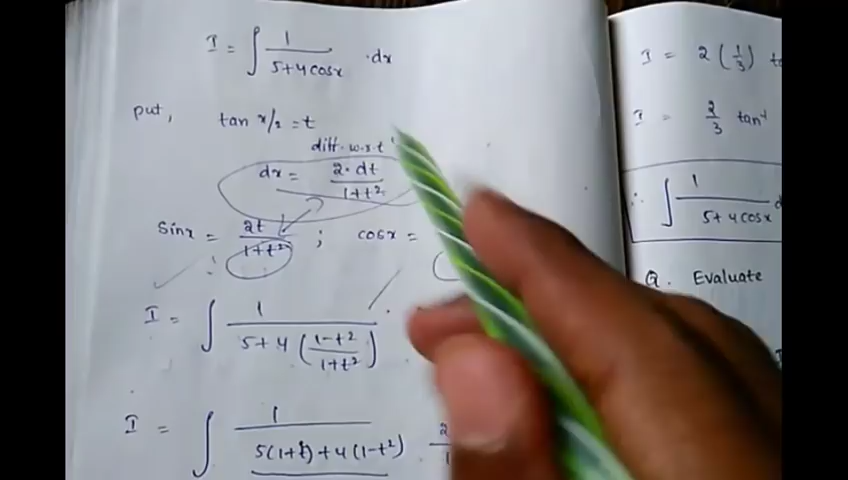 I = ∫ 1/(5+4cosx) .dx
put, tan x/2 = t
diff. w.r.t
dx = 2.dt/(1+t²)
sinx = 2t/(1+t²) ; cosx =
I = ∫ 1/(5+4((1-t²)/(1+t²))) .
I = ∫ 1/(5(1+t²)+4(1-t²))
I = 2(1/3)
I = 2/3 tan⁻¹
∴ ∫ 1/(5+4cosx)
Q. Evaluate